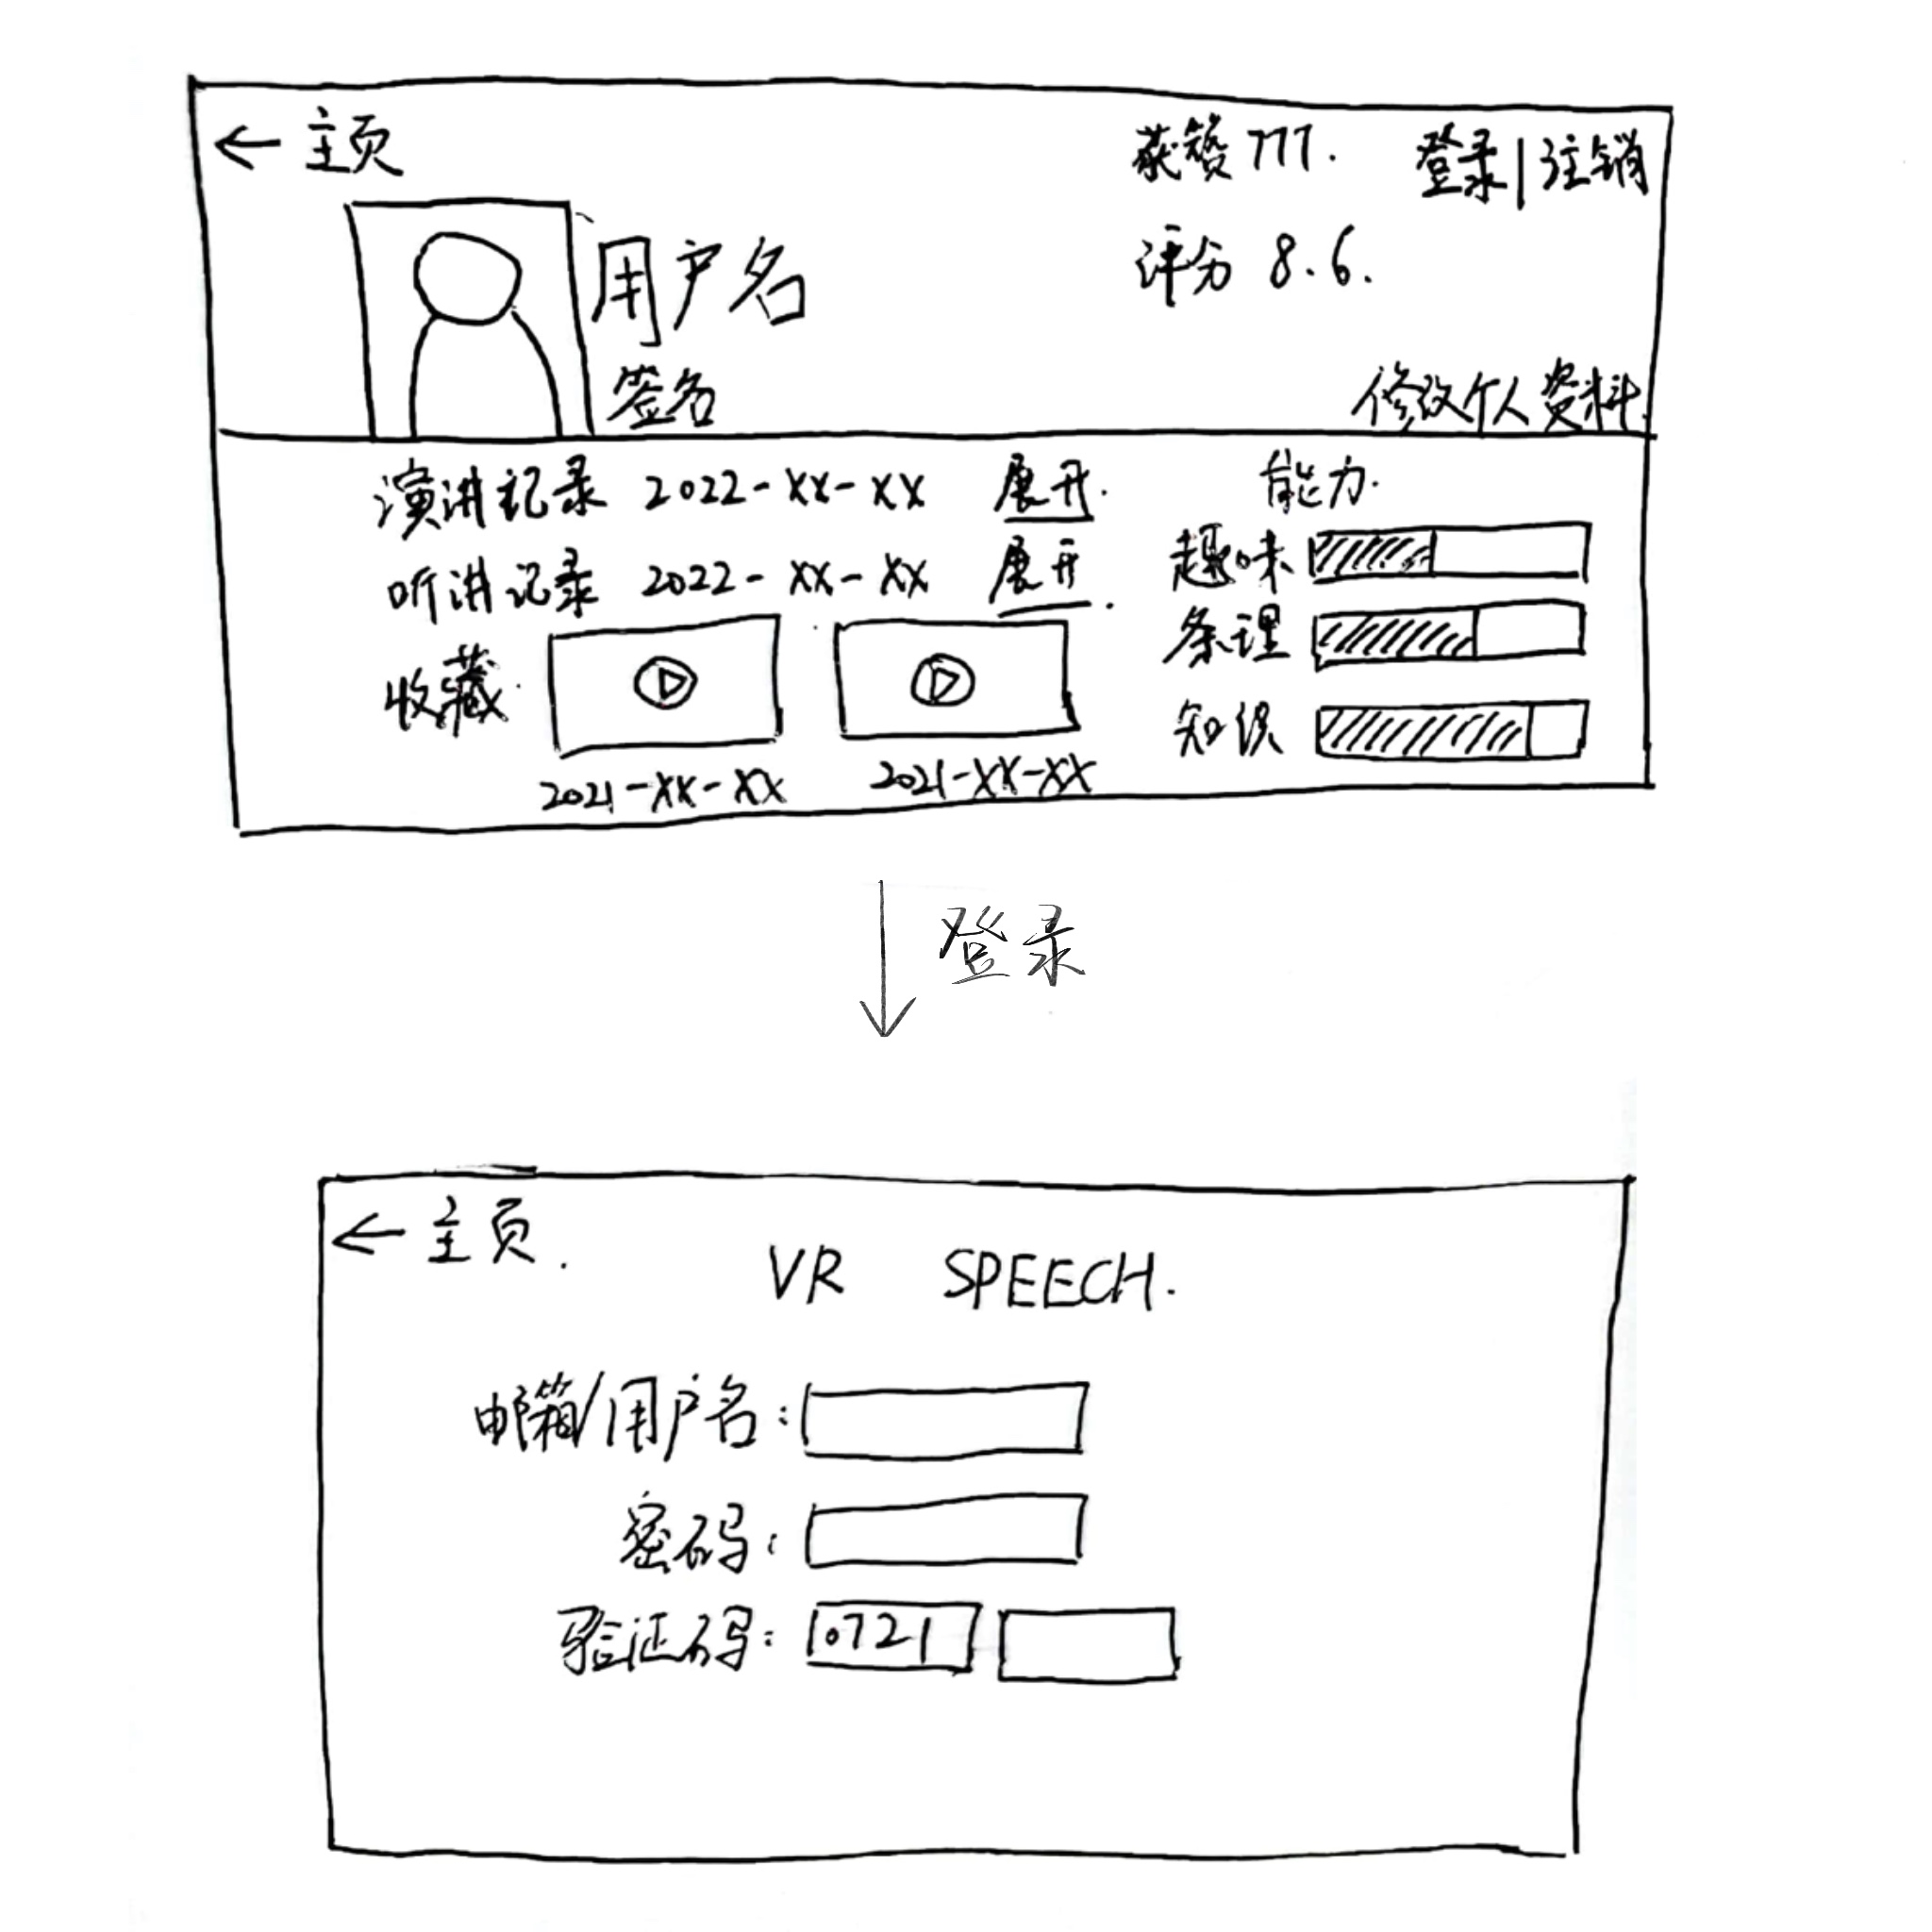 ← 主页
获赞 777.
登录|注销
用户名
评分 8.6.
签名
修改个人资料
演讲记录 2022-XX-XX 展开.
听讲记录 2022-XX-XX 展开.
收藏.
2021-XX-XX
2021-XX-XX
能力.
趣味
条理
知识
登录
← 主页.
VR SPEECH.
邮箱/用户名:
密码:
验证码: 0721